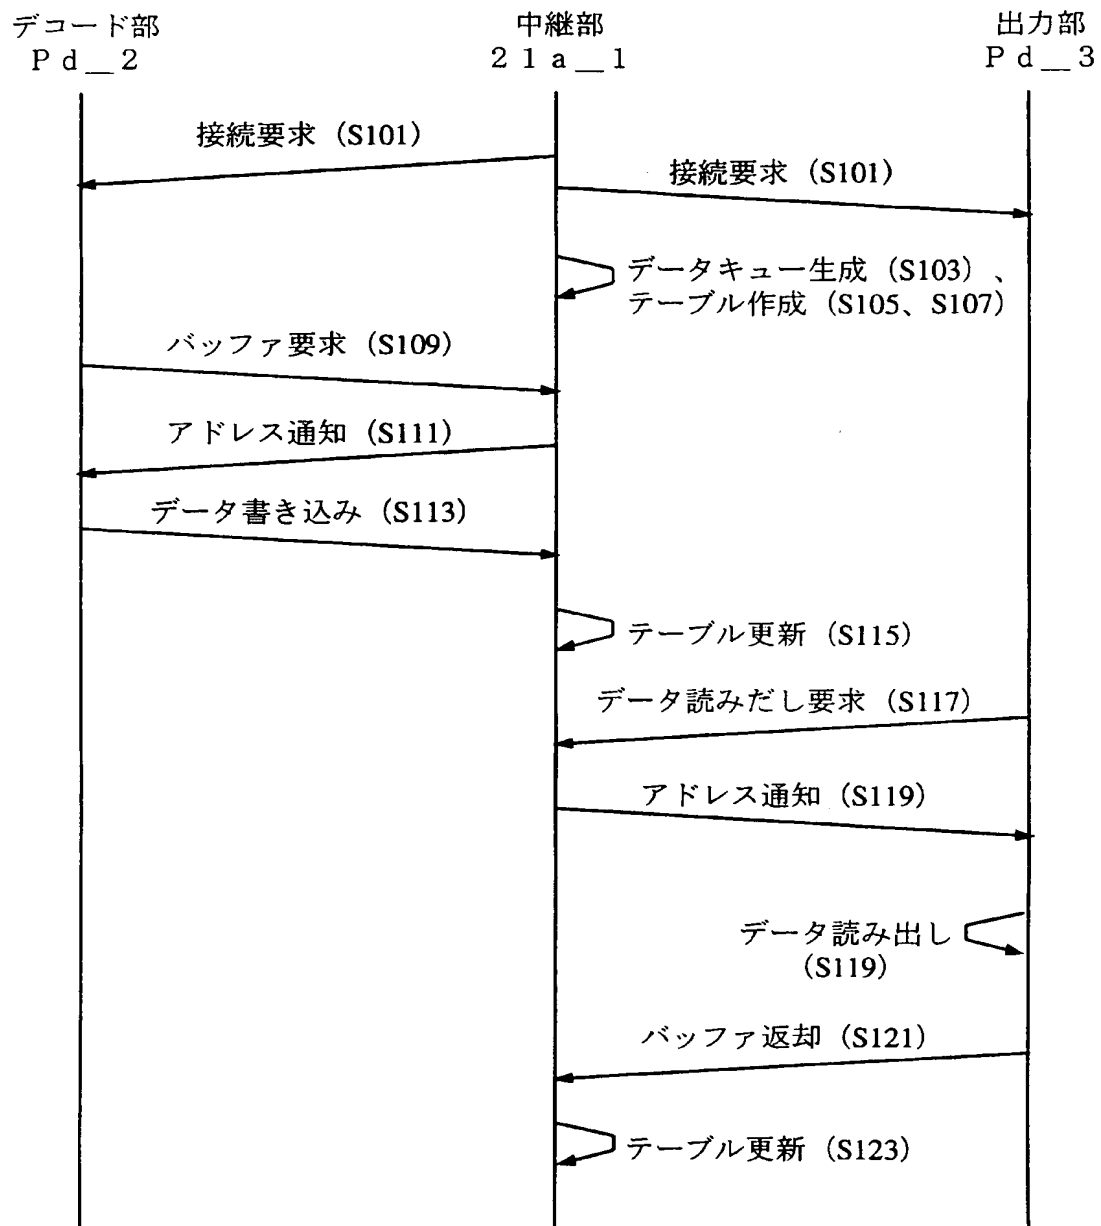 デコード部
Pd__2
中継部
21a__1
出力部
Pd__3
接続要求（S101）
接続要求（S101）
データキュー生成（S103）、
テーブル作成（S105、S107）
バッファ要求（S109）
アドレス通知（S111）
データ書き込み（S113）
テーブル更新（S115）
データ読みだし要求（S117）
アドレス通知（S119）
データ読み出し
（S119）
バッファ返却（S121）
テーブル更新（S123）